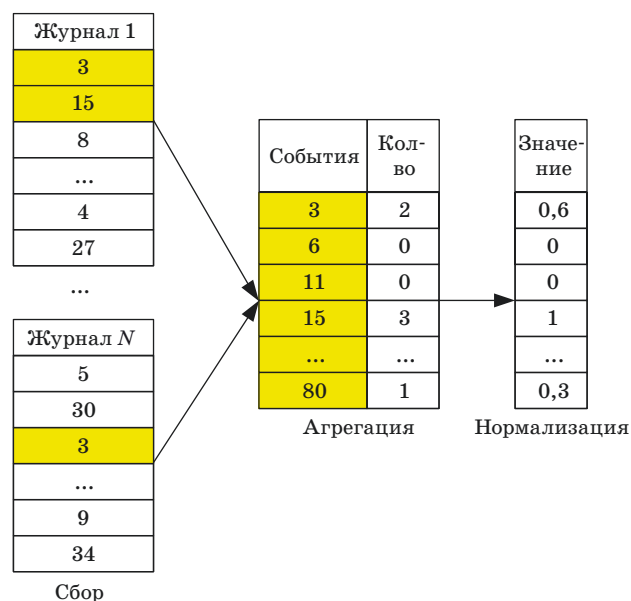 Журнал 1
3
15
8
...
4
27
...
Журнал N
5
30
3
...
9
34
Сбор
События Кол-
во
3 2
6 0
11 0
15 3
... ...
80 1
Агрегация
Значе-
ние
0,6
0
0
1
...
0,3
Нормализация